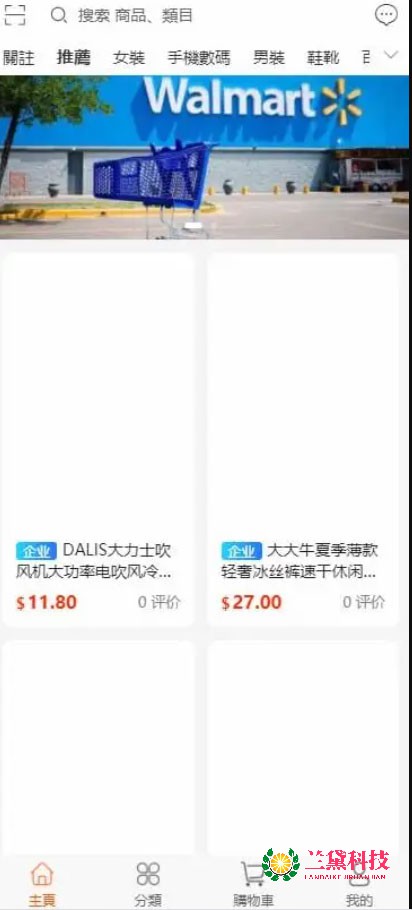 搜索 商品、類目
關註 推薦 女裝 手機數碼 男裝 鞋靴
Walmart
企业 DALIS大力士吹
风机大功率电吹风冷...
$11.80 0 评价
企业 大大牛夏季薄款
轻奢冰丝裤速干休闲...
$27.00 0 评价
主頁 分類 購物車 我的
兰黛科技
LANDAIKEJIRUANJIAN